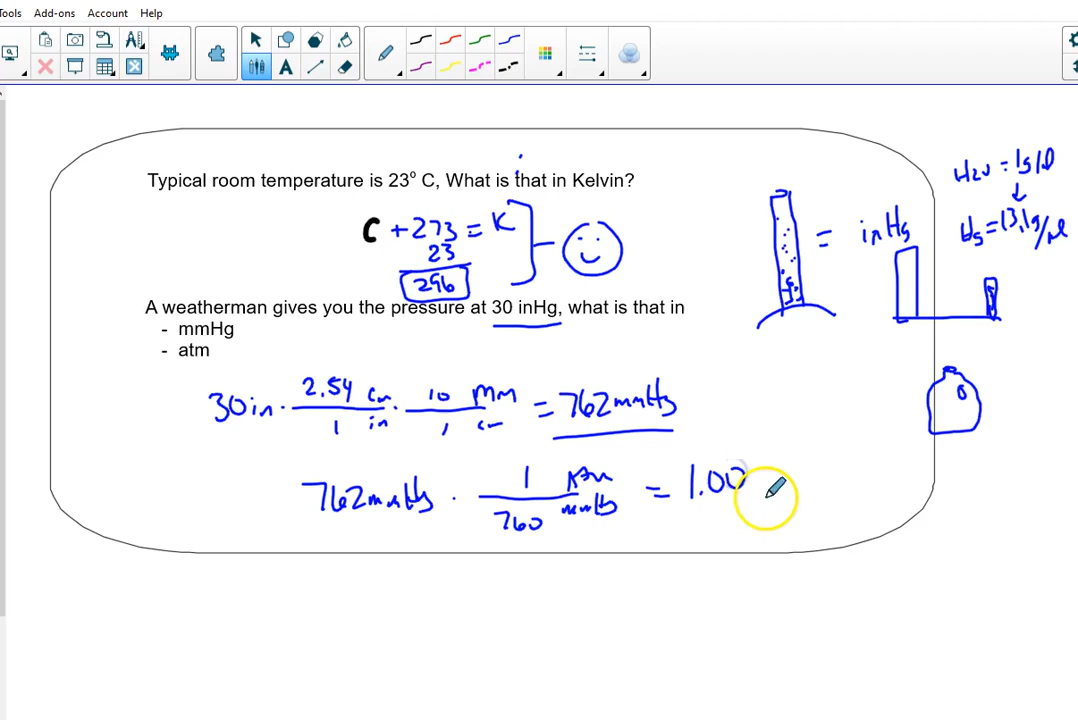 Tools Add-ons Account Help
Typical room temperature is 23° C, What is that in Kelvin?
C + 273 = K
23
296
H2O = 1g/ml
Hg = 13,1g/ml
= inHg
A weatherman gives you the pressure at 30 inHg, what is that in
- mmHg
- atm
30in · 2.54 cm / 1 in · 10 mm / 1 cm = 762mmHg
762mmHg · 1 / 760 mmHg = 1.00